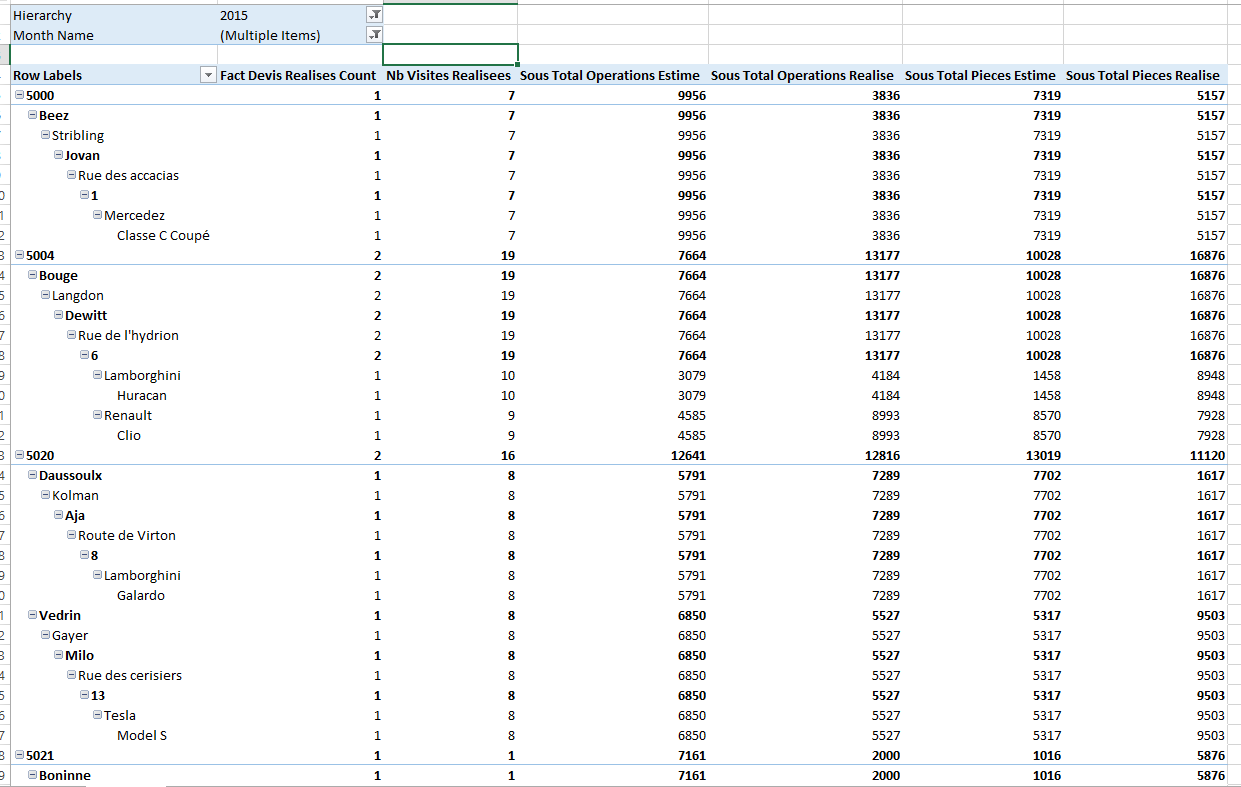 Hierarchy 2015
Month Name (Multiple Items)
Row Labels Fact Devis Realises Count Nb Visites Realisees Sous Total Operations Estime Sous Total Operations Realise Sous Total Pieces Estime Sous Total Pieces Realise
5000 1 7 9956 3836 7319 5157
Beez 1 7 9956 3836 7319 5157
Stribling 1 7 9956 3836 7319 5157
Jovan 1 7 9956 3836 7319 5157
Rue des accacias 1 7 9956 3836 7319 5157
1 1 7 9956 3836 7319 5157
Mercedez 1 7 9956 3836 7319 5157
Classe C Coupé 1 7 9956 3836 7319 5157
5004 2 19 7664 13177 10028 16876
Bouge 2 19 7664 13177 10028 16876
Langdon 2 19 7664 13177 10028 16876
Dewitt 2 19 7664 13177 10028 16876
Rue de l'hydrion 2 19 7664 13177 10028 16876
6 2 19 7664 13177 10028 16876
Lamborghini 1 10 3079 4184 1458 8948
Huracan 1 10 3079 4184 1458 8948
Renault 1 9 4585 8993 8570 7928
Clio 1 9 4585 8993 8570 7928
5020 2 16 12641 12816 13019 11120
Daussoulx 1 8 5791 7289 7702 1617
Kolman 1 8 5791 7289 7702 1617
Aja 1 8 5791 7289 7702 1617
Route de Virton 1 8 5791 7289 7702 1617
8 1 8 5791 7289 7702 1617
Lamborghini 1 8 5791 7289 7702 1617
Galardo 1 8 5791 7289 7702 1617
Vedrin 1 8 6850 5527 5317 9503
Gayer 1 8 6850 5527 5317 9503
Milo 1 8 6850 5527 5317 9503
Rue des cerisiers 1 8 6850 5527 5317 9503
13 1 8 6850 5527 5317 9503
Tesla 1 8 6850 5527 5317 9503
Model S 1 8 6850 5527 5317 9503
5021 1 1 7161 2000 1016 5876
Boninne 1 1 7161 2000 1016 5876